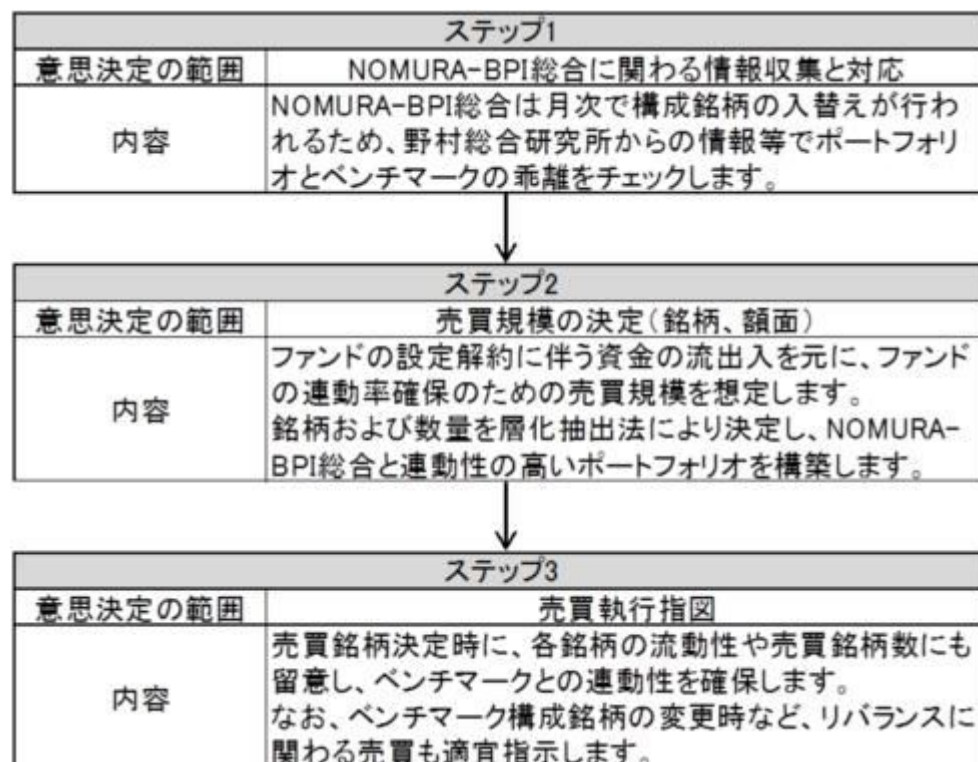 ステップ1
意思決定の範囲 NOMURA-BPI総合に関わる情報収集と対応
内容
NOMURA-BPI総合は月次で構成銘柄の入替えが行わ
れるため、野村総合研究所からの情報等でポートフォリ
オとベンチマークの乖離をチェックします。
ステップ2
意思決定の範囲 売買規模の決定(銘柄、額面)
内容
ファンドの設定解約に伴う資金の流出入を元に、ファンド
の連動率確保のための売買規模を想定します。
銘柄および数量を層化抽出法により決定し、NOMURA-
BPI総合と連動性の高いポートフォリオを構築します。
ステップ3
意思決定の範囲 売買執行指図
内容
売買銘柄決定時に、各銘柄の流動性や売買銘柄数にも
留意し、ベンチマークとの連動性を確保します。
なお、ベンチマーク構成銘柄の変更時など、リバランスに
関わる売買も適宜指示します。